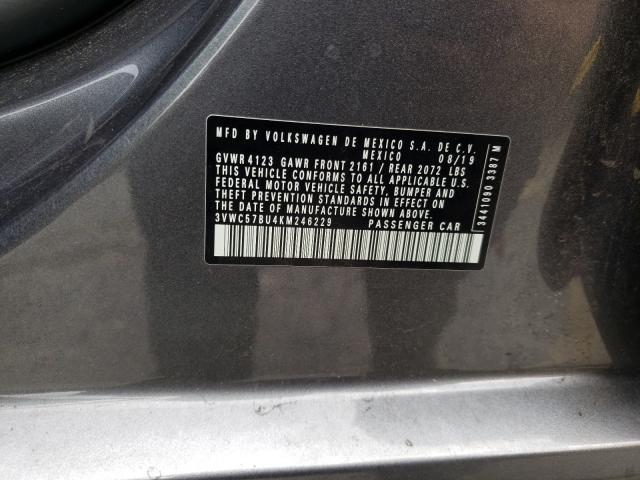 MFD BY VOLKSWAGEN DE MEXICO S.A. DE C.V.
MEXICO 08/19
GVWR 4123 GAWR FRONT 2161 / REAR 2072 LBS
THIS VEHICLE CONFORMS TO ALL APPLICABLE U.S.
FEDERAL MOTOR VEHICLE SAFETY, BUMPER AND
THEFT PREVENTION STANDARDS IN EFFECT ON
THE DATE OF MANUFACTURE SHOWN ABOVE.
3VWC57BU4KM246229 PASSENGER CAR
3441090 3387 M